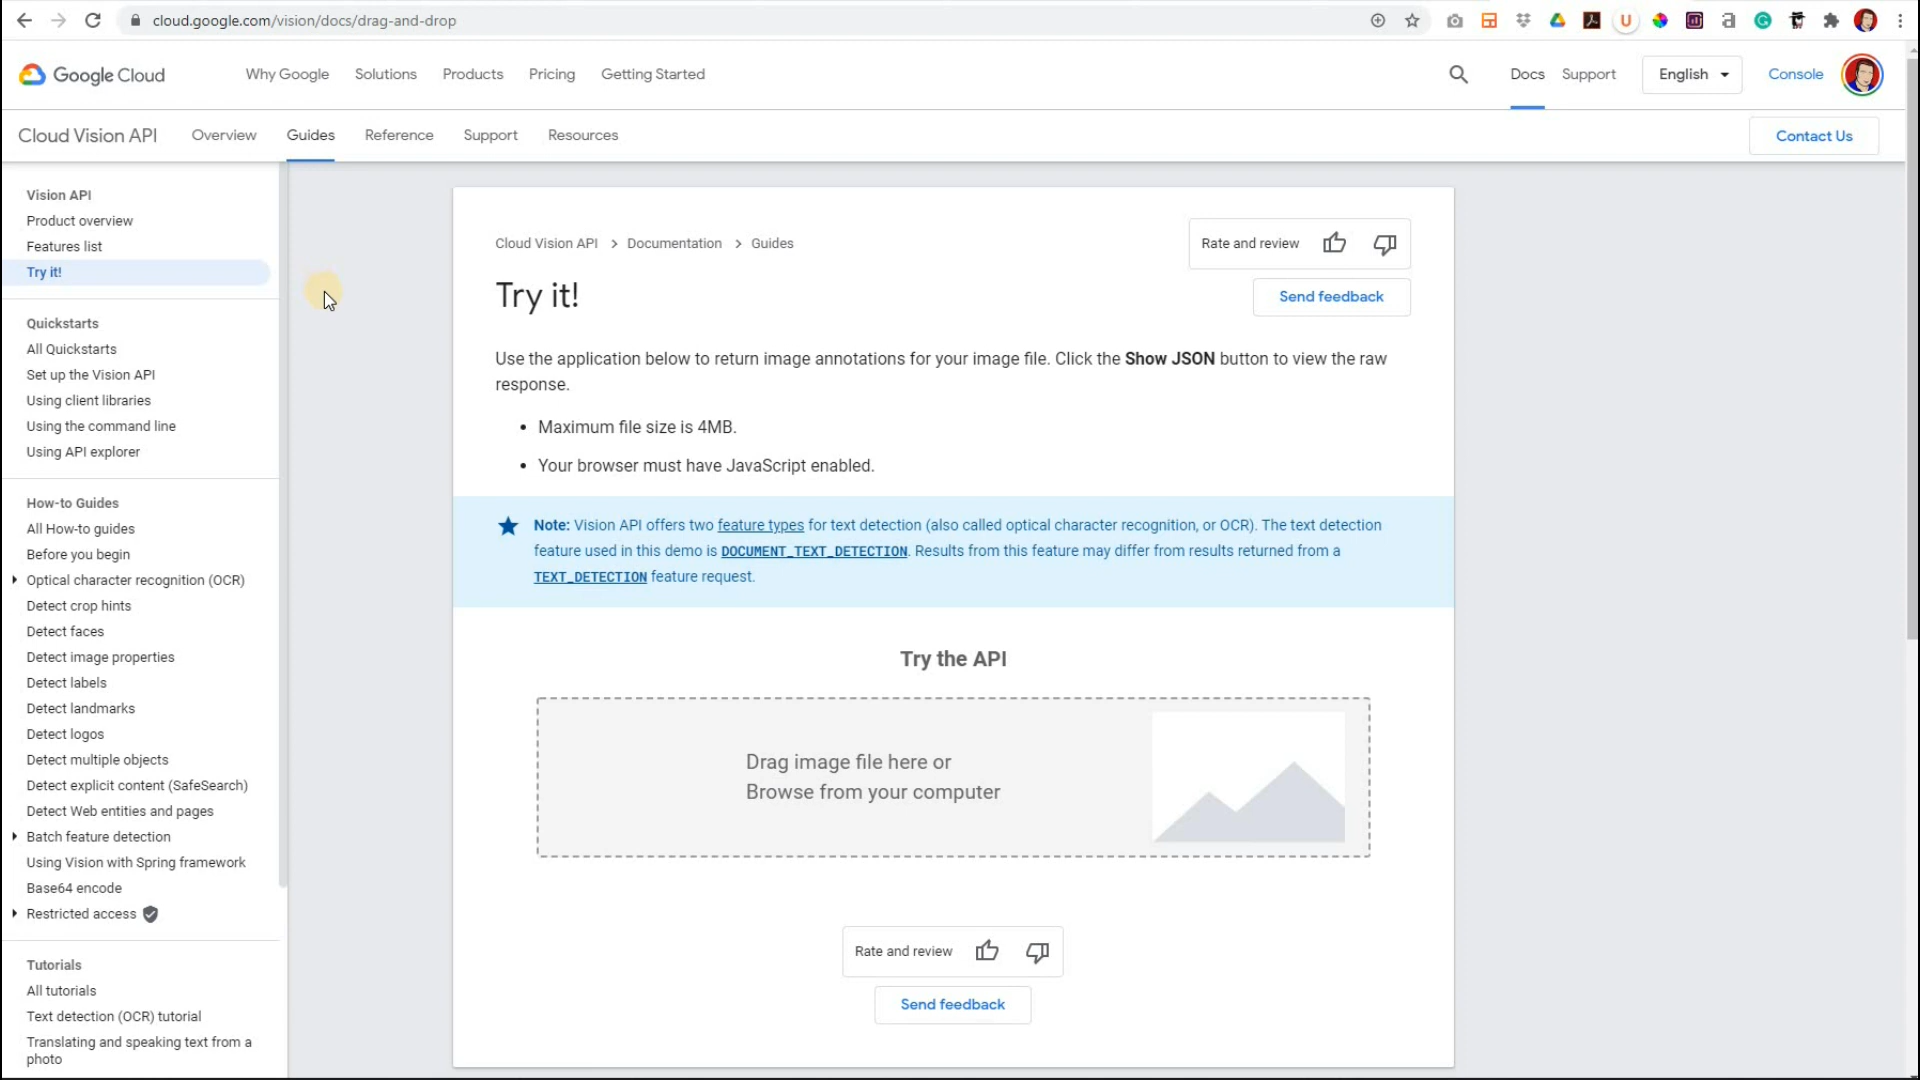 cloud.google.com/vision/docs/drag-and-drop
Google Cloud
Why Google
Solutions
Products
Pricing
Getting Started
Docs
Support
English
Console
Cloud Vision API
Overview
Guides
Reference
Support
Resources
Contact Us
Vision API
Product overview
Features list
Try it!
Quickstarts
All Quickstarts
Set up the Vision API
Using client libraries
Using the command line
Using API explorer
How-to Guides
All How-to guides
Before you begin
Optical character recognition (OCR)
Detect crop hints
Detect faces
Detect image properties
Detect labels
Detect landmarks
Detect logos
Detect multiple objects
Detect explicit content (SafeSearch)
Detect Web entities and pages
Batch feature detection
Using Vision with Spring framework
Base64 encode
Restricted access
Tutorials
All tutorials
Text detection (OCR) tutorial
Translating and speaking text from a
photo
Cloud Vision API > Documentation > Guides
Rate and review
Try it!
Send feedback
Use the application below to return image annotations for your image file. Click the Show JSON button to view the raw
response.
• Maximum file size is 4MB.
• Your browser must have JavaScript enabled.
Note: Vision API offers two feature types for text detection (also called optical character recognition, or OCR). The text detection
feature used in this demo is DOCUMENT_TEXT_DETECTION. Results from this feature may differ from results returned from a
TEXT_DETECTION feature request.
Try the API
Drag image file here or
Browse from your computer
Rate and review
Send feedback